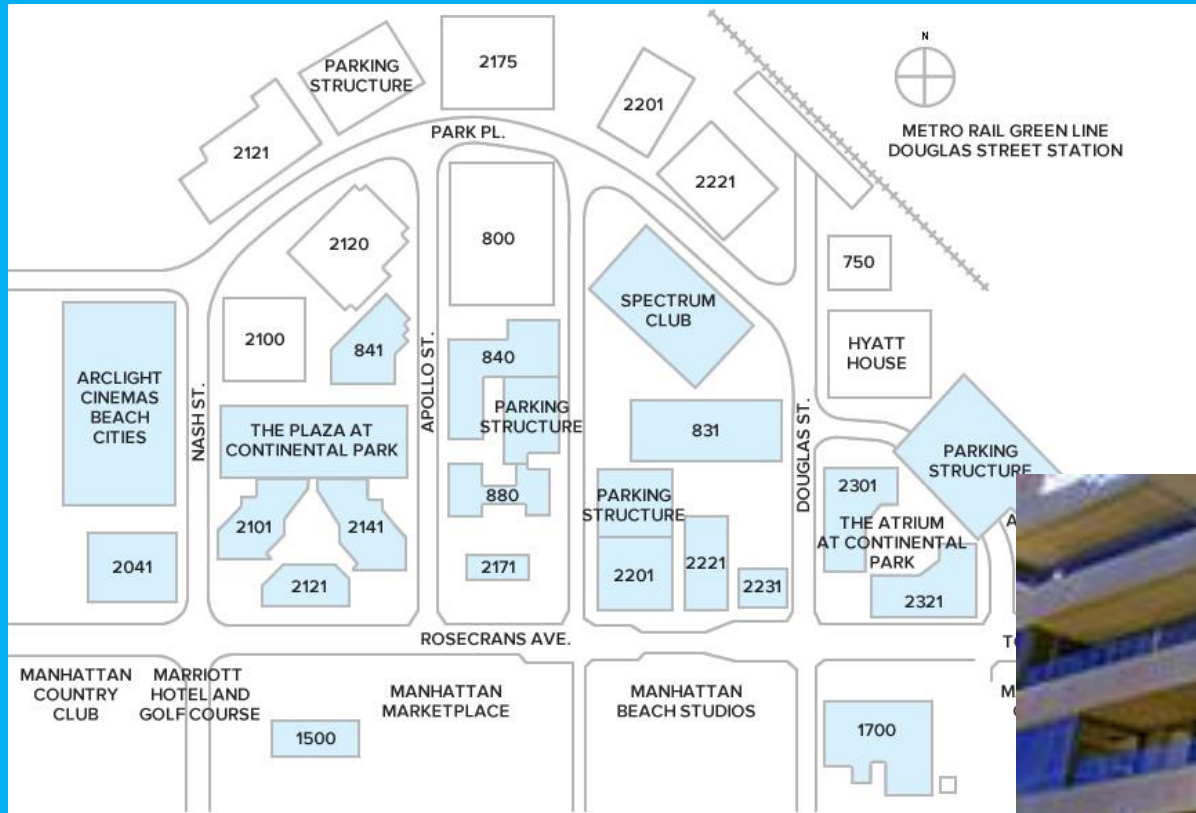 N
2175
PARKING
STRUCTURE
2201
METRO RAIL GREEN LINE
DOUGLAS STREET STATION
PARK PL.
2121
2221
2120
800
750
SPECTRUM
CLUB
2100
841
840
HYATT
HOUSE
ARCLIGHT
CINEMAS
BEACH
CITIES
NASH ST.
APOLLO ST.
PARKING
STRUCTURE
THE PLAZA AT
CONTINENTAL PARK
831
DOUGLAS ST.
PARKING
STRUCTURE
880
PARKING
STRUCTURE
2301
2101
2141
THE ATRIUM
AT CONTINENTAL
PARK
2041
2171
2221
2201
2231
2121
2321
ROSECRANS AVE.
MANHATTAN
COUNTRY
CLUB
MARRIOTT
HOTEL AND
GOLF COURSE
MANHATTAN
MARKETPLACE
MANHATTAN
BEACH STUDIOS
1500
1700